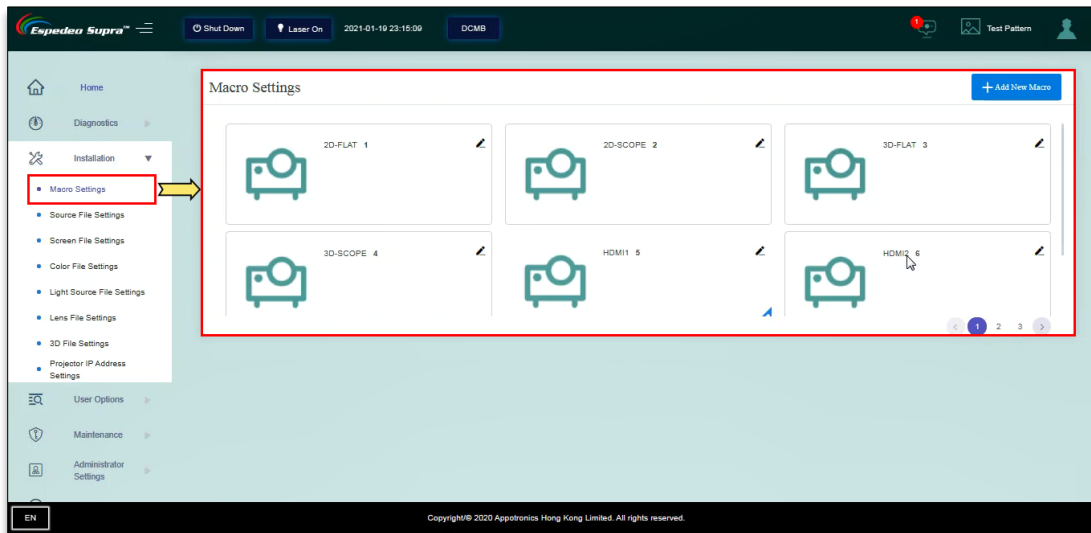 Espedeo Supra™
Shut Down
Laser On
2021-01-19 23:15:09
DCMB
1
Test Pattern
Home
Diagnostics
Installation
Macro Settings
Source File Settings
Screen File Settings
Color File Settings
Light Source File Settings
Lens File Settings
3D File Settings
Projector IP Address
Settings
User Options
Maintenance
Administrator
Settings
Macro Settings
+ Add New Macro
2D-FLAT 1
2D-SCOPE 2
3D-FLAT 3
3D-SCOPE 4
HDMI1 5
HDMI2 6
< 1 2 3 >
EN
Copyright/© 2020 Appotronics Hong Kong Limited. All rights reserved.